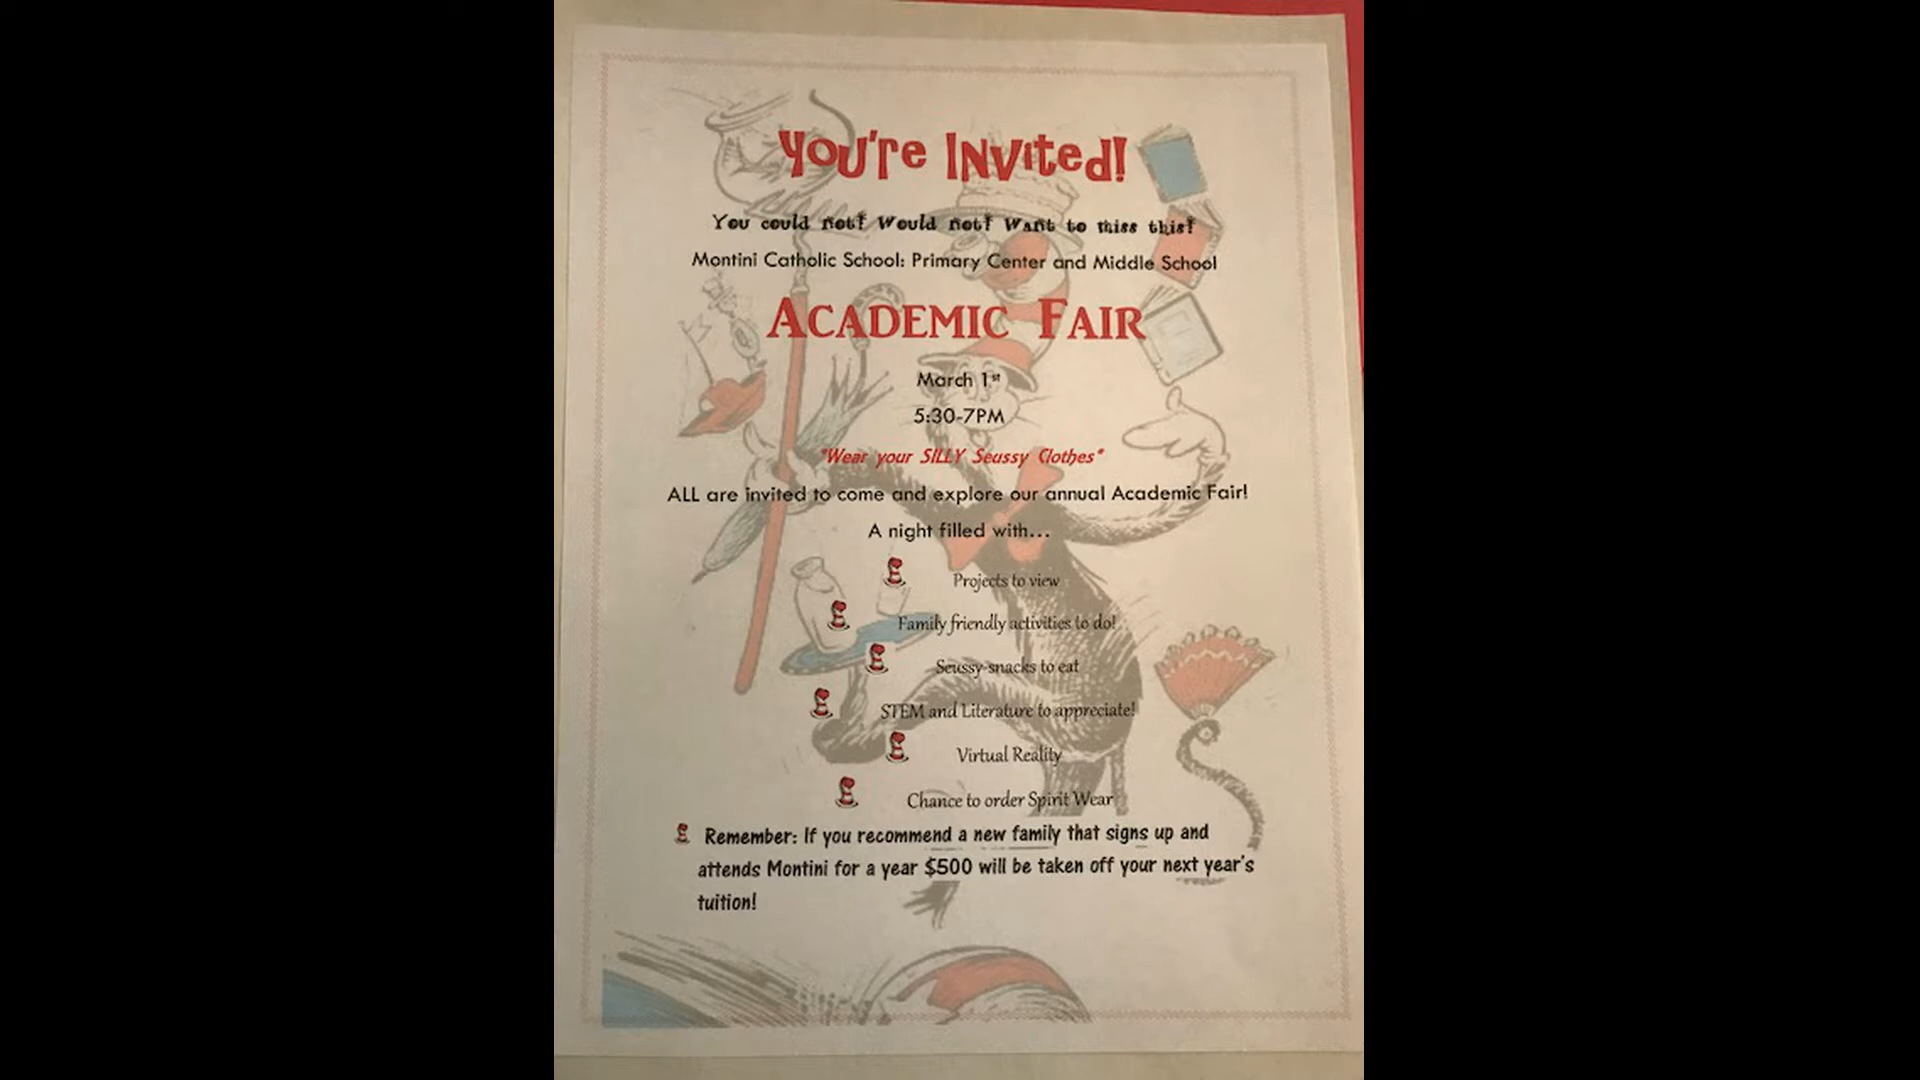 You're Invited!
You could not! Would not! Want to miss this!
Montini Catholic School: Primary Center and Middle School
Academic Fair
March 1st
5:30-7PM
"Wear your SILLY Seussy Clothes"
ALL are invited to come and explore our annual Academic Fair!
A night filled with...
Projects to view
Family friendly activities to do!
Seussy-snacks to eat
STEM and Literature to appreciate!
Virtual Reality
Chance to order Spirit Wear
Remember: If you recommend a new family that signs up and
attends Montini for a year $500 will be taken off your next year's
tuition!